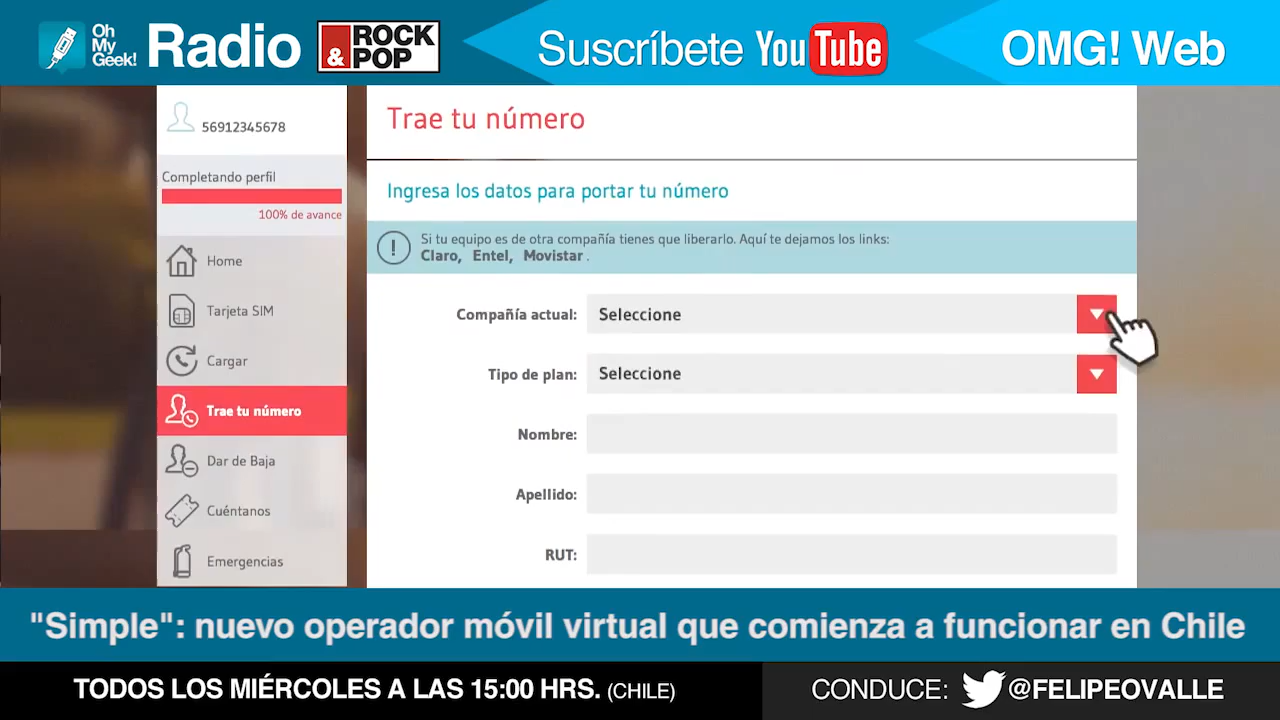 Oh
My
Geek!
Radio
ROCK
& POP
Suscríbete YouTube
OMG! Web
56912345678
Completando perfil
100% de avance
Home
Tarjeta SIM
Cargar
Trae tu número
Dar de Baja
Cuéntanos
Emergencias
Trae tu número
Ingresa los datos para portar tu número
! Si tu equipo es de otra compañía tienes que liberarlo. Aquí te dejamos los links:
Claro, Entel, Movistar .
Compañía actual: Seleccione
Tipo de plan: Seleccione
Nombre:
Apellido:
RUT:
"Simple": nuevo operador móvil virtual que comienza a funcionar en Chile
TODOS LOS MIÉRCOLES A LAS 15:00 HRS. (CHILE)
CONDUCE: @FELIPEOVALLE